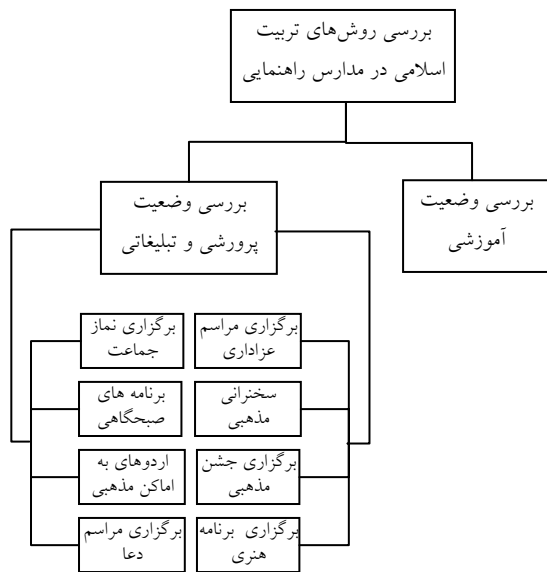 بررسی روش‌های تربیت
اسلامی در مدارس راهنمایی
بررسی وضعیت
آموزشی
بررسی وضعیت
پرورشی و تبلیغاتی
برگزاری مراسم
عزاداری
برگزاری نماز
جماعت
سخنرانی
مذهبی
برنامه های
صبحگاهی
برگزاری جشن
مذهبی
اردوهای به
اماکن مذهبی
برگزاری برنامه
هنری
برگزاری مراسم
دعا